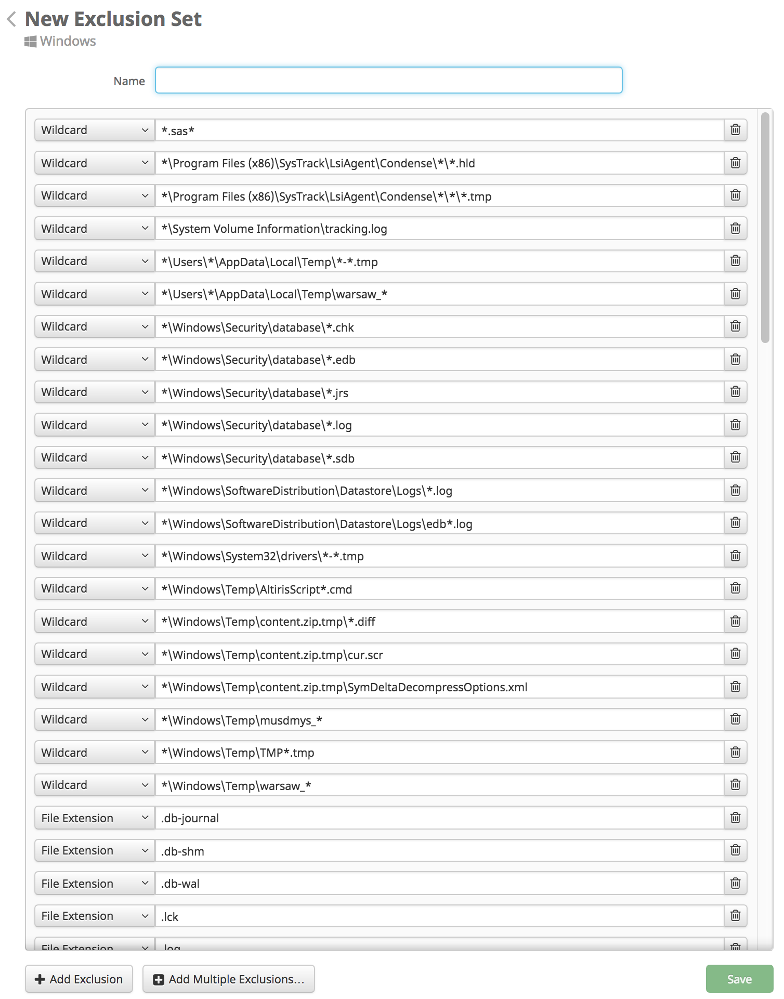 New Exclusion Set
Windows
Name
Wildcard *.sas*
Wildcard *\Program Files (x86)\SysTrack\LsiAgent\Condense\*\*.hld
Wildcard *\Program Files (x86)\SysTrack\LsiAgent\Condense\*\*\*.tmp
Wildcard *\System Volume Information\tracking.log
Wildcard *\Users\*\AppData\Local\Temp\*-*.tmp
Wildcard *\Users\*\AppData\Local\Temp\warsaw_*
Wildcard *\Windows\Security\database\*.chk
Wildcard *\Windows\Security\database\*.edb
Wildcard *\Windows\Security\database\*.jrs
Wildcard *\Windows\Security\database\*.log
Wildcard *\Windows\Security\database\*.sdb
Wildcard *\Windows\SoftwareDistribution\Datastore\Logs\*.log
Wildcard *\Windows\SoftwareDistribution\Datastore\Logs\edb*.log
Wildcard *\Windows\System32\drivers\*-*.tmp
Wildcard *\Windows\Temp\AltirisScript*.cmd
Wildcard *\Windows\Temp\content.zip.tmp\*.diff
Wildcard *\Windows\Temp\content.zip.tmp\cur.scr
Wildcard *\Windows\Temp\content.zip.tmp\SymDeltaDecompressOptions.xml
Wildcard *\Windows\Temp\musdmys_*
Wildcard *\Windows\Temp\TMP*.tmp
Wildcard *\Windows\Temp\warsaw_*
File Extension .db-journal
File Extension .db-shm
File Extension .db-wal
File Extension .lck
File Extension .log
Add Exclusion Add Multiple Exclusions... Save